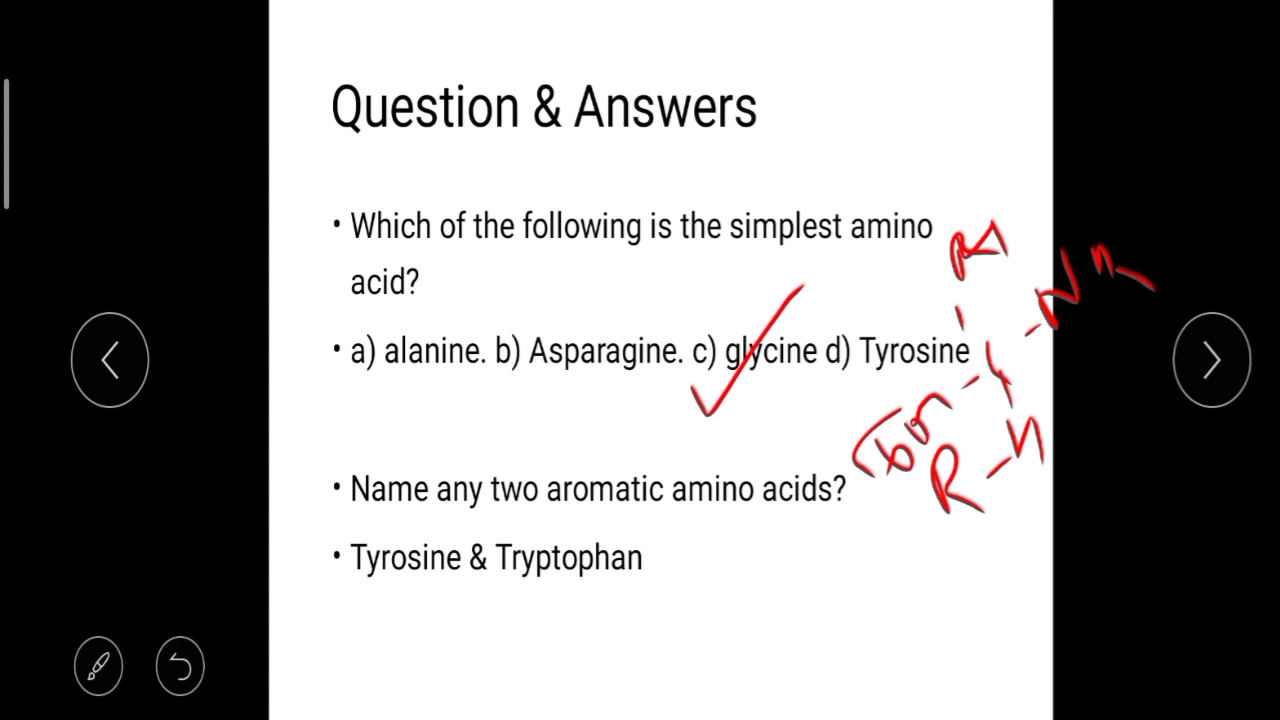 Question & Answers
• Which of the following is the simplest amino
acid?
• a) alanine. b) Asparagine. c) glycine d) Tyrosine
• Name any two aromatic amino acids?
• Tyrosine & Tryptophan